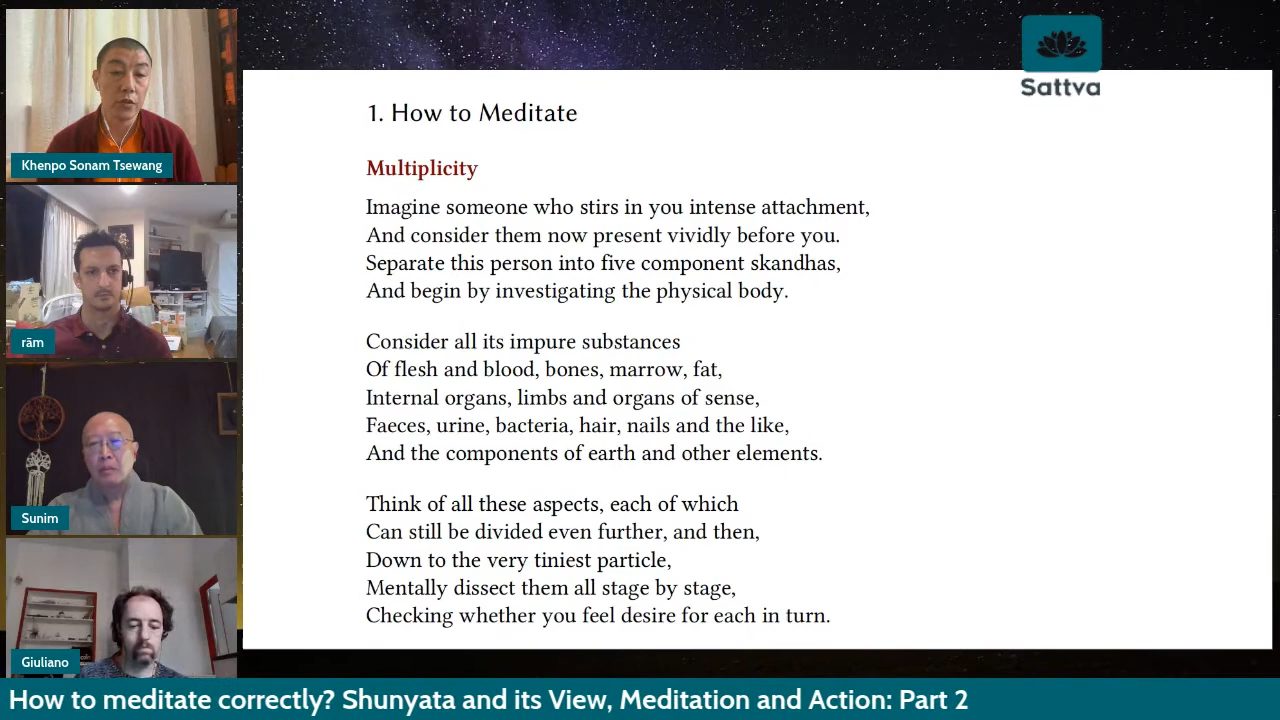 Khenpo Sonam Tsewang
rām
Sunim
Giuliano
Sattva
1. How to Meditate
Multiplicity
Imagine someone who stirs in you intense attachment,
And consider them now present vividly before you.
Separate this person into five component skandhas,
And begin by investigating the physical body.
Consider all its impure substances
Of flesh and blood, bones, marrow, fat,
Internal organs, limbs and organs of sense,
Faeces, urine, bacteria, hair, nails and the like,
And the components of earth and other elements.
Think of all these aspects, each of which
Can still be divided even further, and then,
Down to the very tiniest particle,
Mentally dissect them all stage by stage,
Checking whether you feel desire for each in turn.
How to meditate correctly? Shunyata and its View, Meditation and Action: Part 2